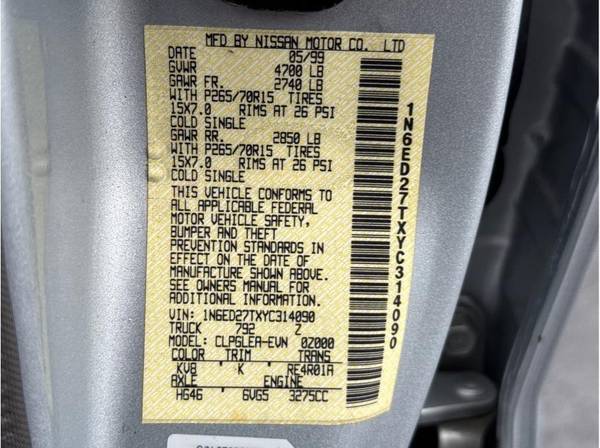 MFD BY NISSAN MOTOR CO. LTD
DATE 05/99
GVWR 4700 LB
GAWR FR. 2740 LB
WITH P265/70R15 TIRES
15X7.0 RIMS AT 26 PSI
COLD SINGLE
GAWR RR. 2850 LB
WITH P265/70R15 TIRES
15X7.0 RIMS AT 26 PSI
COLD SINGLE
VEHICLE CONFORMS TO
ALL APPLICABLE FEDERAL
MOTOR VEHICLE SAFETY,
BUMPER AND THEFT
PREVENTION STANDARDS IN
EFFECT ON THE DATE OF
MANUFACTURE SHOWN ABOVE.
SEE OWNERS MANUAL FOR
ADDITIONAL INFORMATION.
VIN: 1N6ED27TXYC314090
TRUCK 792 Z
MODEL: CLPGLEA-EVN 0Z000
COLOR TRIM TRANS
KV8 K RE4R01A
AXLE ENGINE
HG46 6VG5 3275CC
1N6ED27TXYC314090